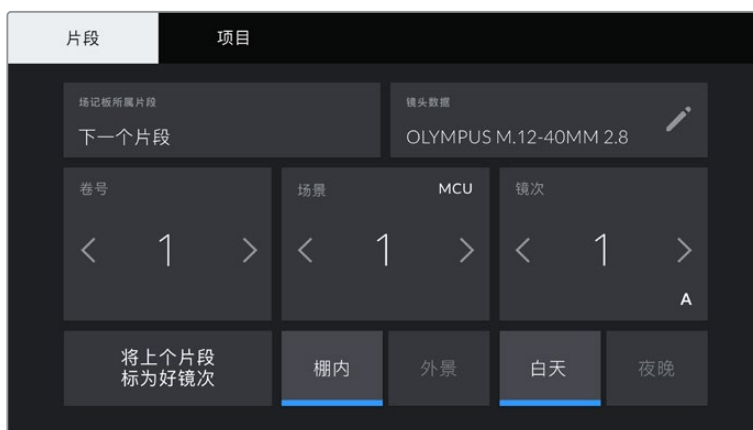 片段 项目
场记板所属片段 镜头数据
下一个片段 OLYMPUS M.12-40MM 2.8
卷号 场景 MCU 镜次
1 1 1
A
将上个片段
标为好镜次
棚内 外景 白天 夜晚